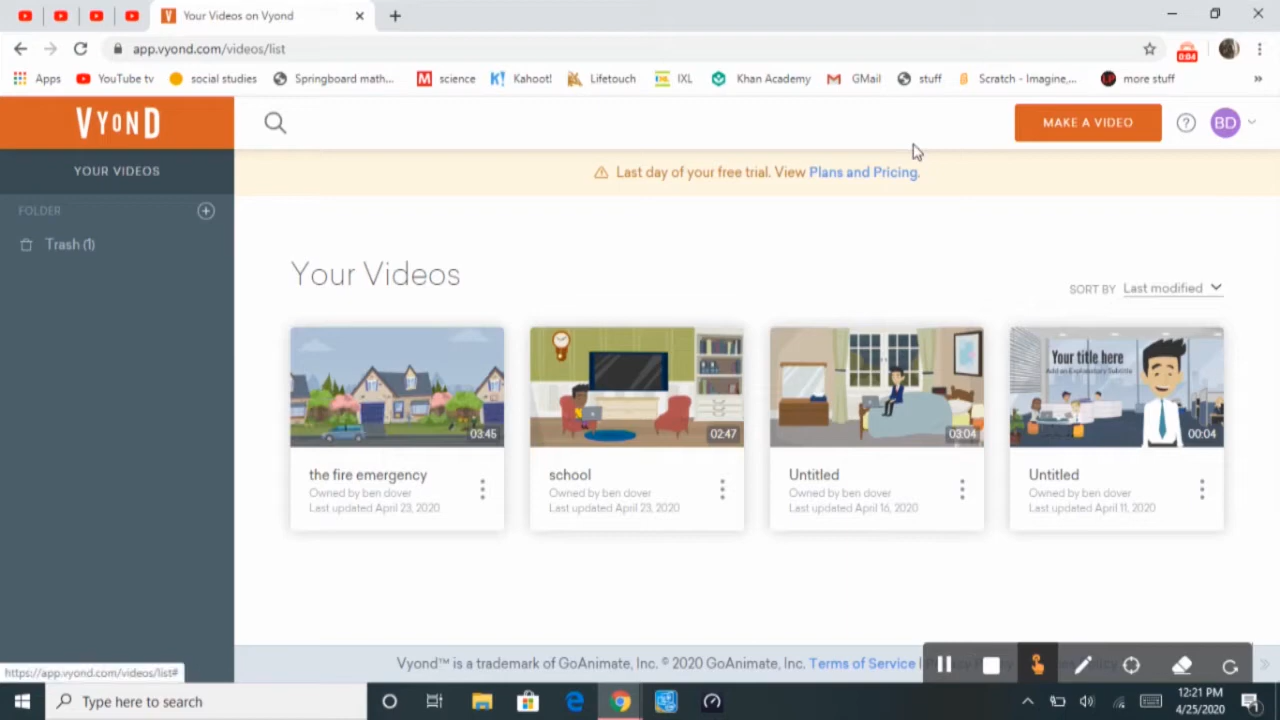 Your Videos on Vyond
app.vyond.com/videos/list
0:04
Apps YouTube tv social studies Springboard math... science Kahoot! Lifetouch IXL Khan Academy GMail stuff Scratch - Imagine,... more stuff
VYOND
MAKE A VIDEO
BD
YOUR VIDEOS
Last day of your free trial. View Plans and Pricing.
FOLDER
Trash (1)
Your Videos
SORT BY Last modified
Your title here
Add an Explanatory Subtitle
03:45 02:47 03:04 00:04
the fire emergency school Untitled Untitled
Owned by ben dover Owned by ben dover Owned by ben dover Owned by ben dover
Last updated April 23, 2020 Last updated April 23, 2020 Last updated April 16, 2020 Last updated April 11, 2020
Vyond™ is a trademark of GoAnimate, Inc. © 2020 GoAnimate, Inc. Terms of Service
https://app.vyond.com/videos/list#
Type here to search
12:21 PM
4/25/2020
1